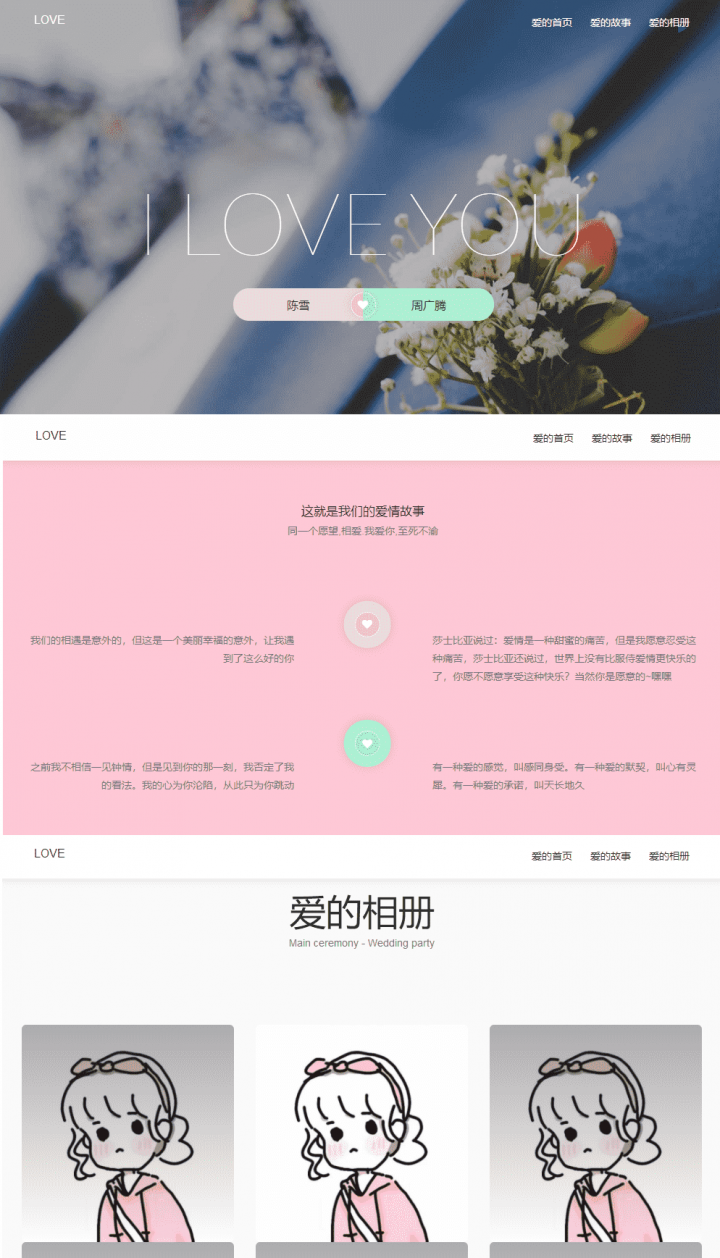 LOVE
爱的首页 爱的故事 爱的相册
I LOVE YOU
陈雪 周广腾
LOVE
爱的首页 爱的故事 爱的相册
这就是我们的爱情故事
同一个愿望,相爱 我爱你,至死不渝
我们的相遇是意外的，但这是一个美丽幸福的意外，让我遇
到了这么好的你
莎士比亚说过：爱情是一种甜蜜的痛苦，但是我愿意忍受这
种痛苦，莎士比亚还说过，世界上没有比服侍爱情更快乐的
了，你愿不愿意享受这种快乐？当然你是愿意的~嘿嘿
之前我不相信一见钟情，但是见到你的那一刻，我否定了我
的看法。我的心为你沦陷，从此只为你跳动
有一种爱的感觉，叫感同身受。有一种爱的默契，叫心有灵
犀。有一种爱的承诺，叫天长地久
LOVE
爱的首页 爱的故事 爱的相册
爱的相册
Main ceremony - Wedding party